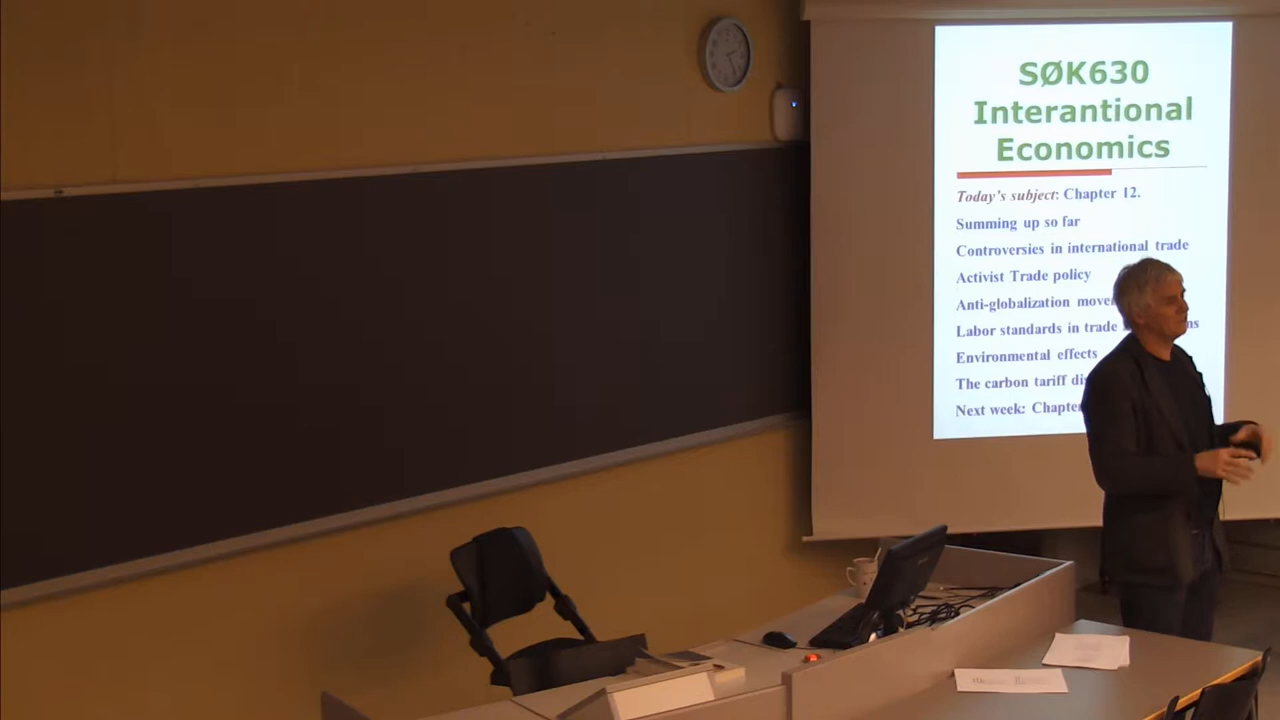 SØK630
Interantional
Economics
Today's subject: Chapter 12.
Summing up so far
Controversies in international trade
Activist Trade policy
Anti-globalization
Labor standards in trade
Environmental effects
The carbon tariff
Next week: Chapter